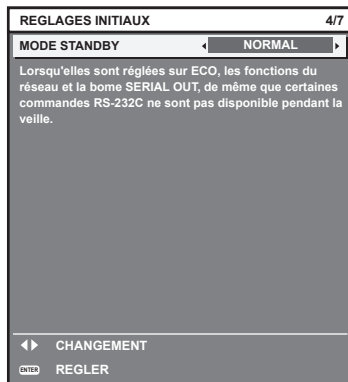 REGLAGES INITIAUX 4/7
MODE STANDBY NORMAL
Lorsqu'elles sont réglées sur ECO, les fonctions du
réseau et la bome SERIAL OUT, de même que certaines
commandes RS-232C ne sont pas disponible pendant la
veille.
CHANGEMENT
ENTER REGLER